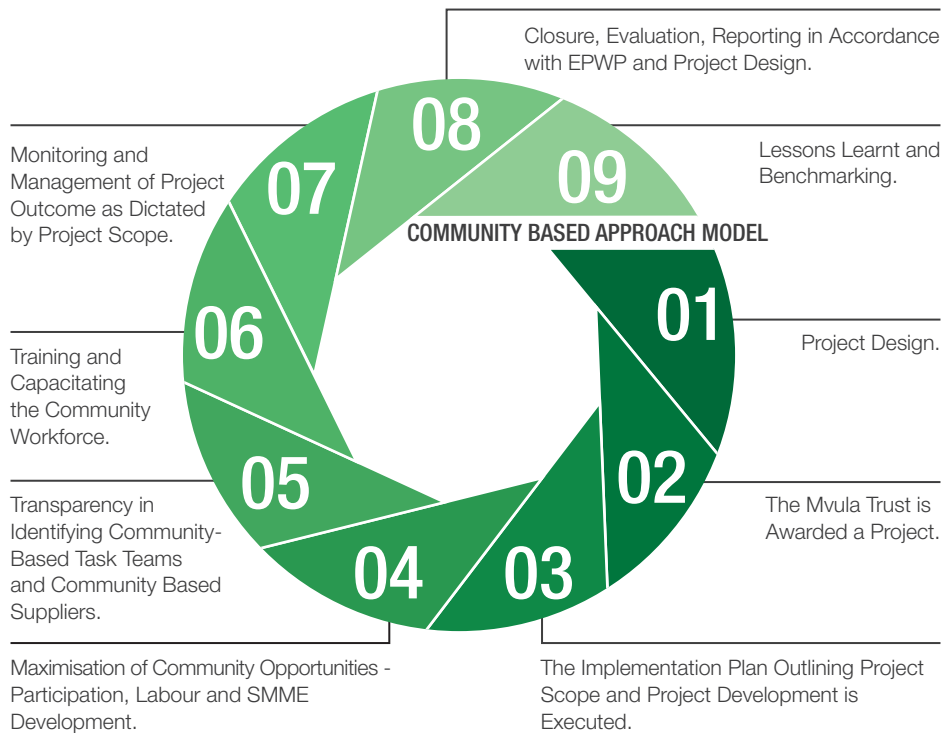 Closure, Evaluation, Reporting in Accordance
with EPWP and Project Design.
08
09
Lessons Learnt and
Benchmarking.
07
Monitoring and
Management of Project
Outcome as Dictated
by Project Scope.
COMMUNITY BASED APPROACH MODEL
01
Project Design.
06
Training and
Capacitating
the Community
Workforce.
02
The Mvula Trust is
Awarded a Project.
05
Transparency in
Identifying Community-
Based Task Teams
and Community Based
Suppliers.
04
Maximisation of Community Opportunities -
Participation, Labour and SMME
Development.
03
The Implementation Plan Outlining Project
Scope and Project Development is
Executed.